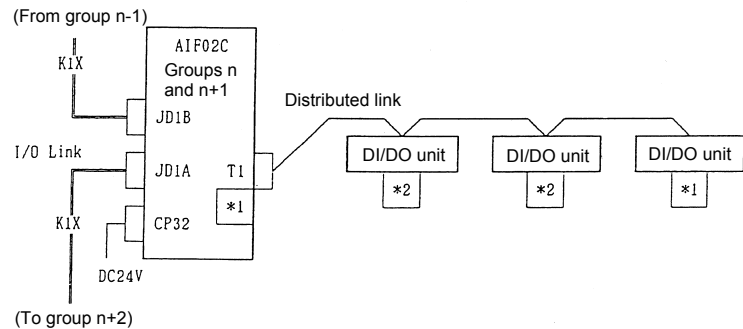 (From group n-1)
K1X
AIF02C
Groups n
and n+1
JD1B
I/O Link
JD1A
T1
*1
K1X
CP32
DC24V
(To group n+2)
Distributed link
DI/DO unit
DI/DO unit
DI/DO unit
*2
*2
*1